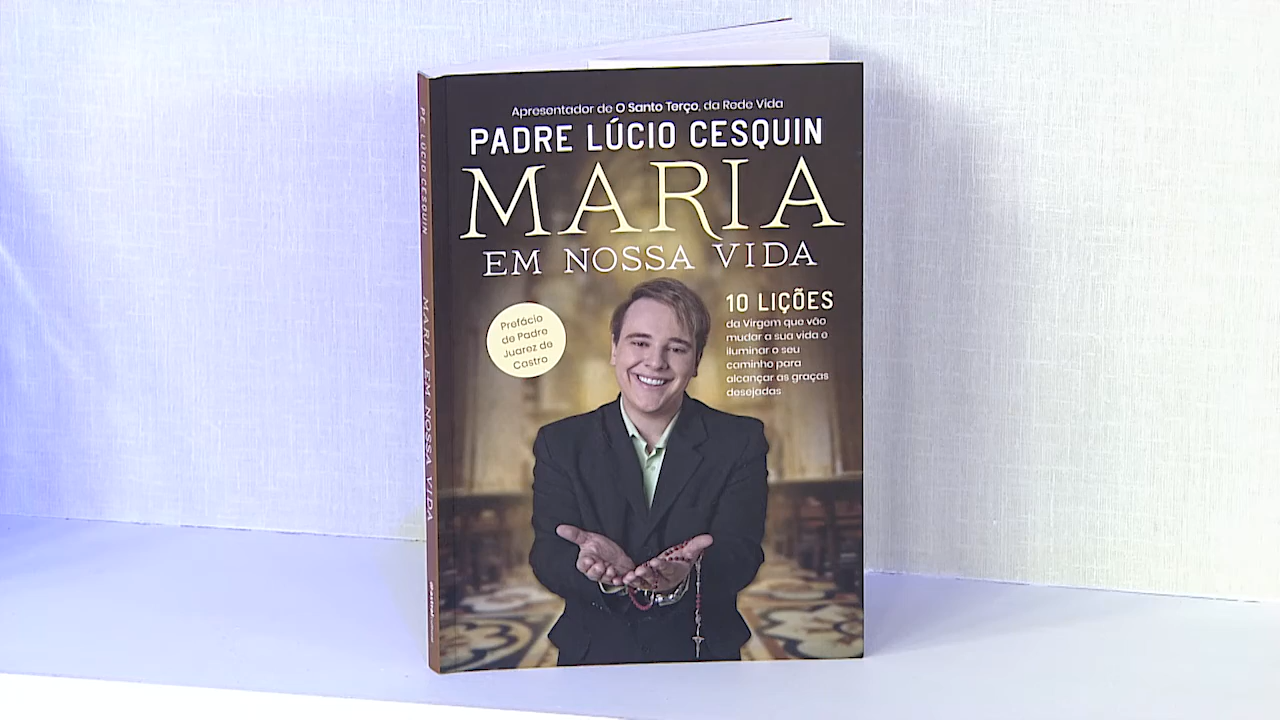 Apresentador de O Santo Terço, da Rede Vida
PADRE LÚCIO CESQUIN
MARIA
EM NOSSA VIDA
10 LIÇÕES
da Virgem que vão
mudar a sua vida e
iluminar o seu
caminho para
alcançar as graças
desejadas
Prefácio
de Padre
Juarez de
Castro
PE. LÚCIO CESQUIN
MARIA EM NOSSA VIDA